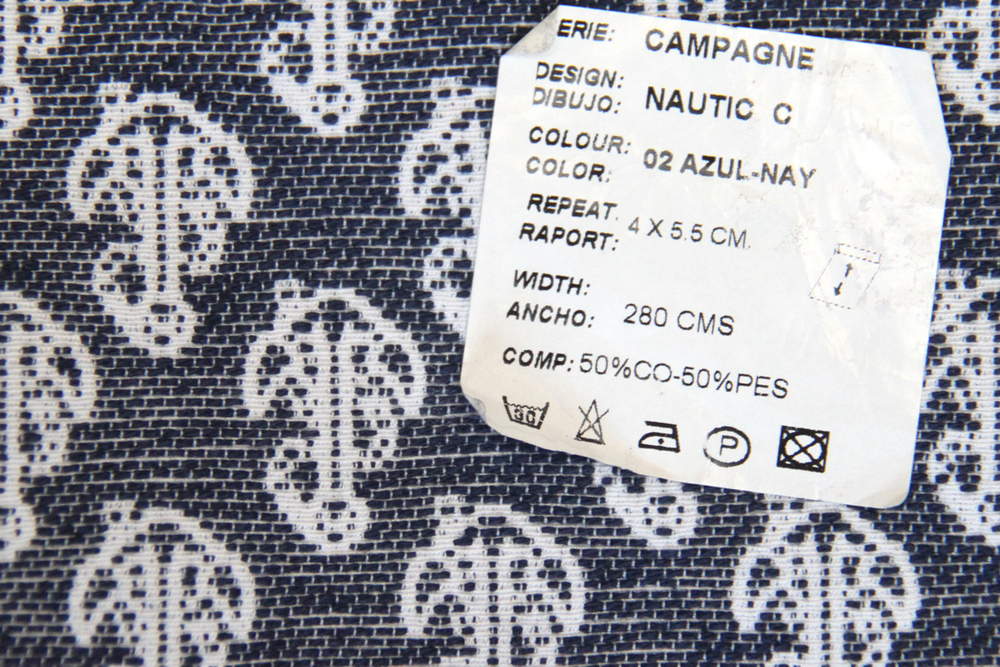 ERIE: CAMPAGNE
DESIGN:
DIBUJO: NAUTIC C
COLOUR:
COLOR: 02 AZUL-NAY
REPEAT.
RAPORT: 4 X 5.5 CM.
WIDTH:
ANCHO: 280 CMS
COMP: 50%CO-50%PES
30
P